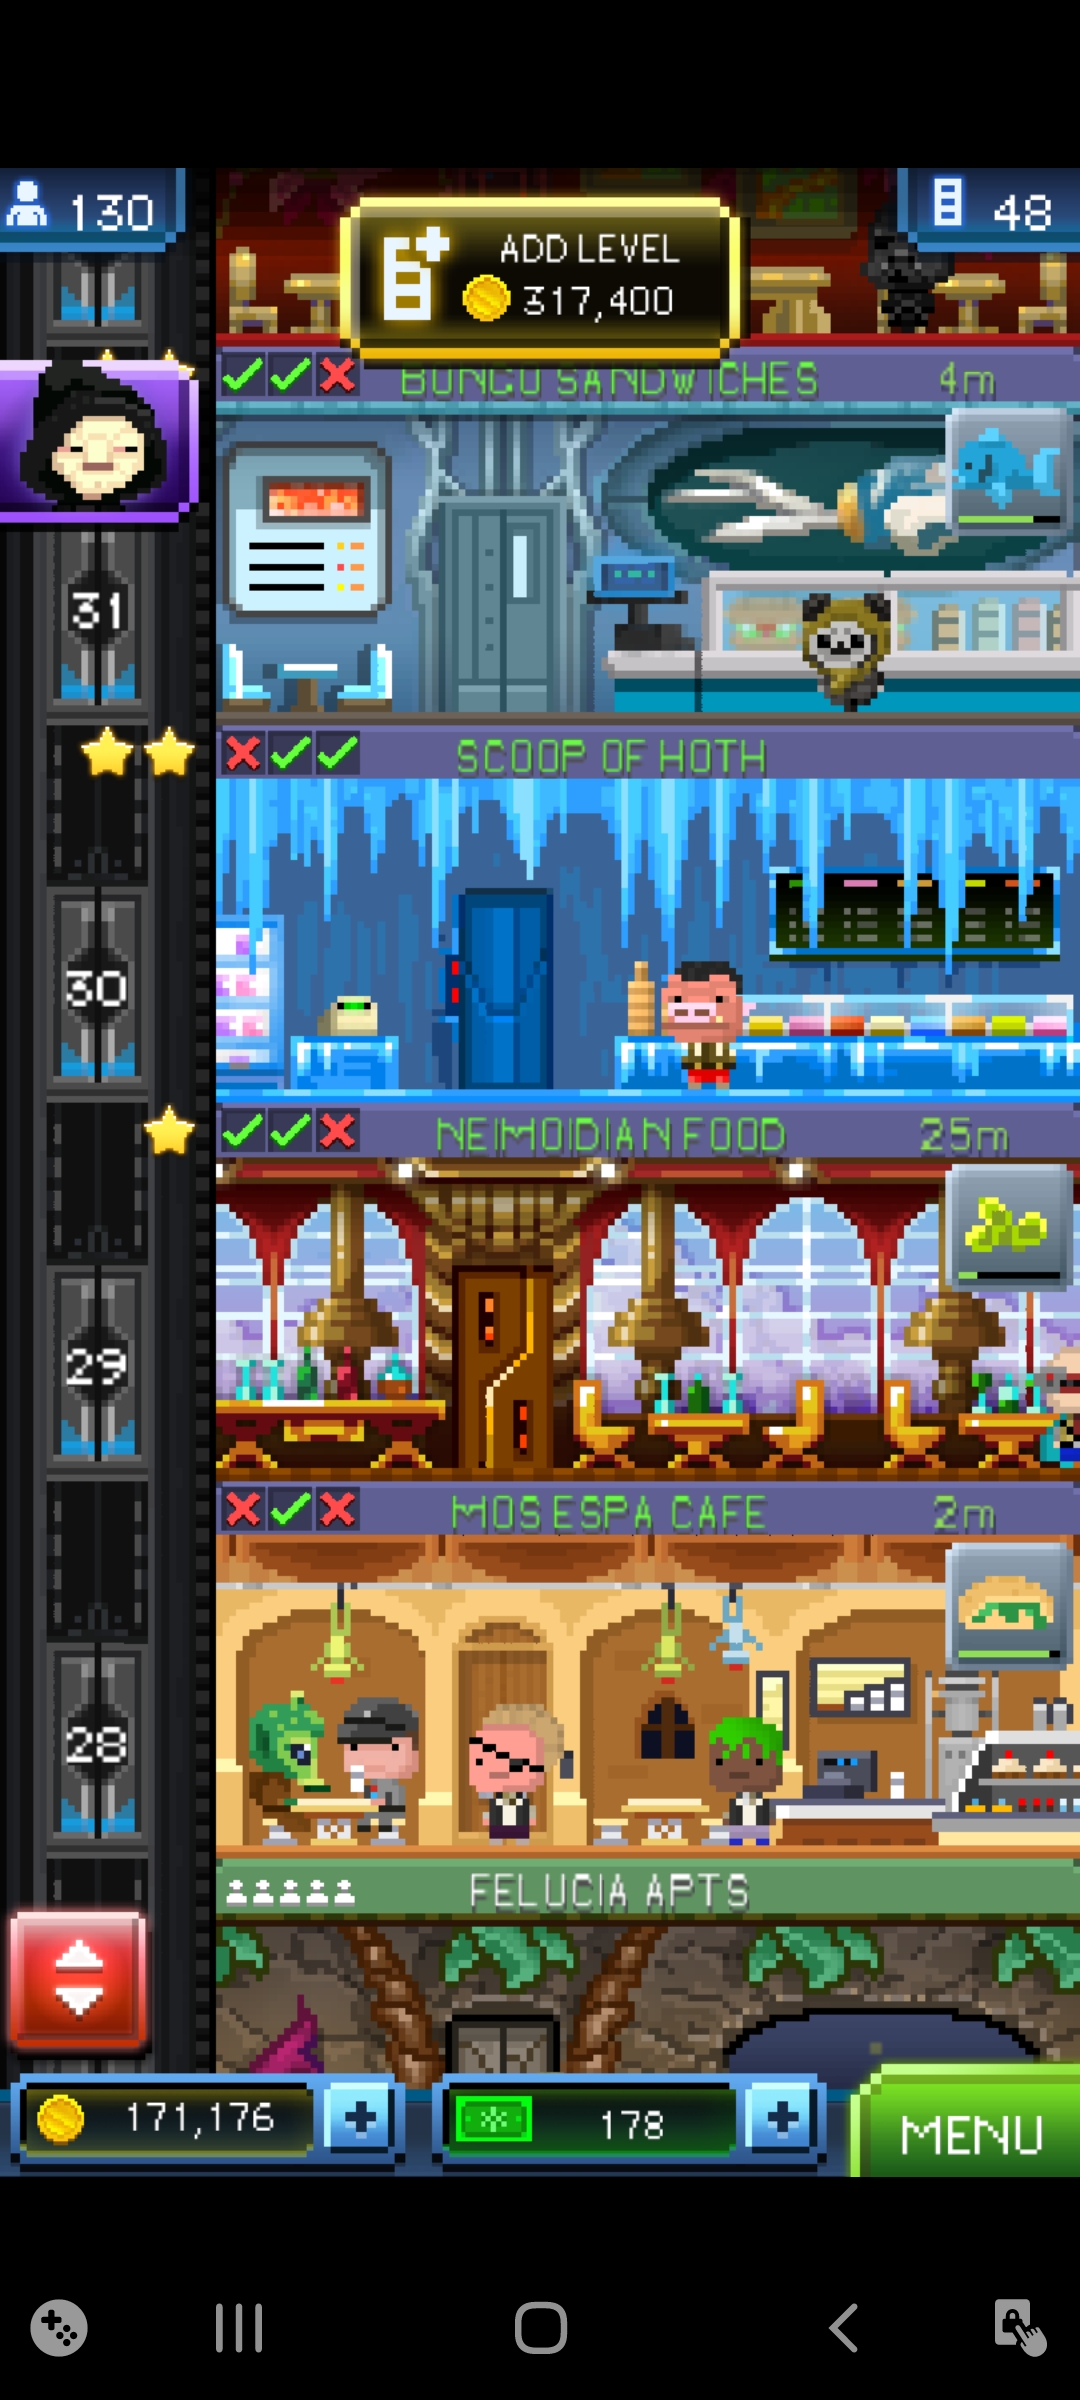 130
ADD LEVEL
317,400
48
BONGO SANDWICHES 4m
31
SCOOP OF HOTH
30
NEIMOIDIAN FOOD 25m
29
MOS ESPA CAFE 2m
28
FELUCIA APTS
171,176
178
MENU